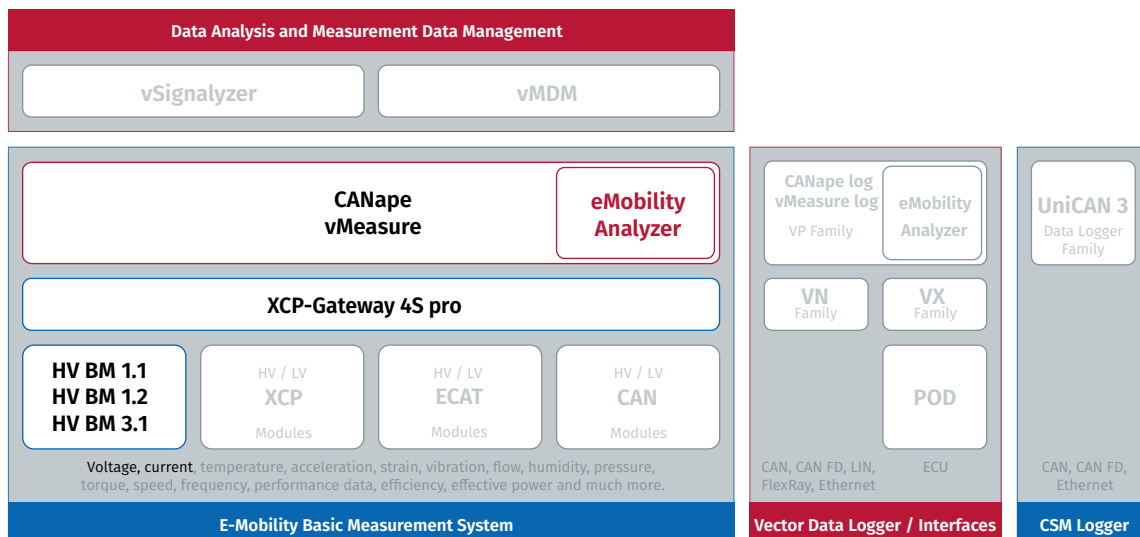 Data Analysis and Measurement Data Management
vSignalyzer
vMDM
CANape
vMeasure
eMobility
Analyzer
XCP-Gateway 4S pro
HV BM 1.1
HV BM 1.2
HV BM 3.1
HV / LV
XCP
Modules
HV / LV
ECAT
Modules
HV / LV
CAN
Modules
Voltage, current, temperature, acceleration, strain, vibration, flow, humidity, pressure,
torque, speed, frequency, performance data, efficiency, effective power and much more.
E-Mobility Basic Measurement System
CANape log
vMeasure log
VP Family
eMobility
Analyzer
VN
Family
VX
Family
POD
CAN, CAN FD, LIN,
FlexRay, Ethernet
ECU
Vector Data Logger / Interfaces
UniCAN 3
Data Logger
Family
CAN, CAN FD,
Ethernet
CSM Logger